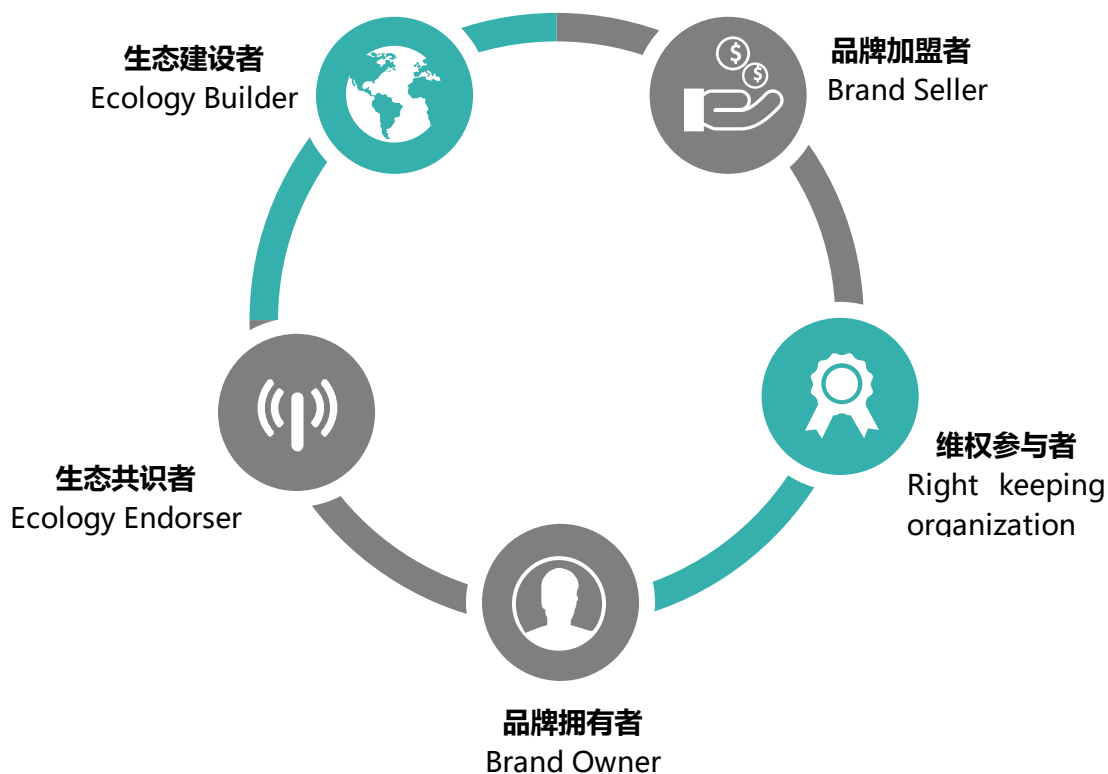 生态建设者
Ecology Builder
品牌加盟者
Brand Seller
维权参与者
Right keeping
organization
生态共识者
Ecology Endorser
品牌拥有者
Brand Owner